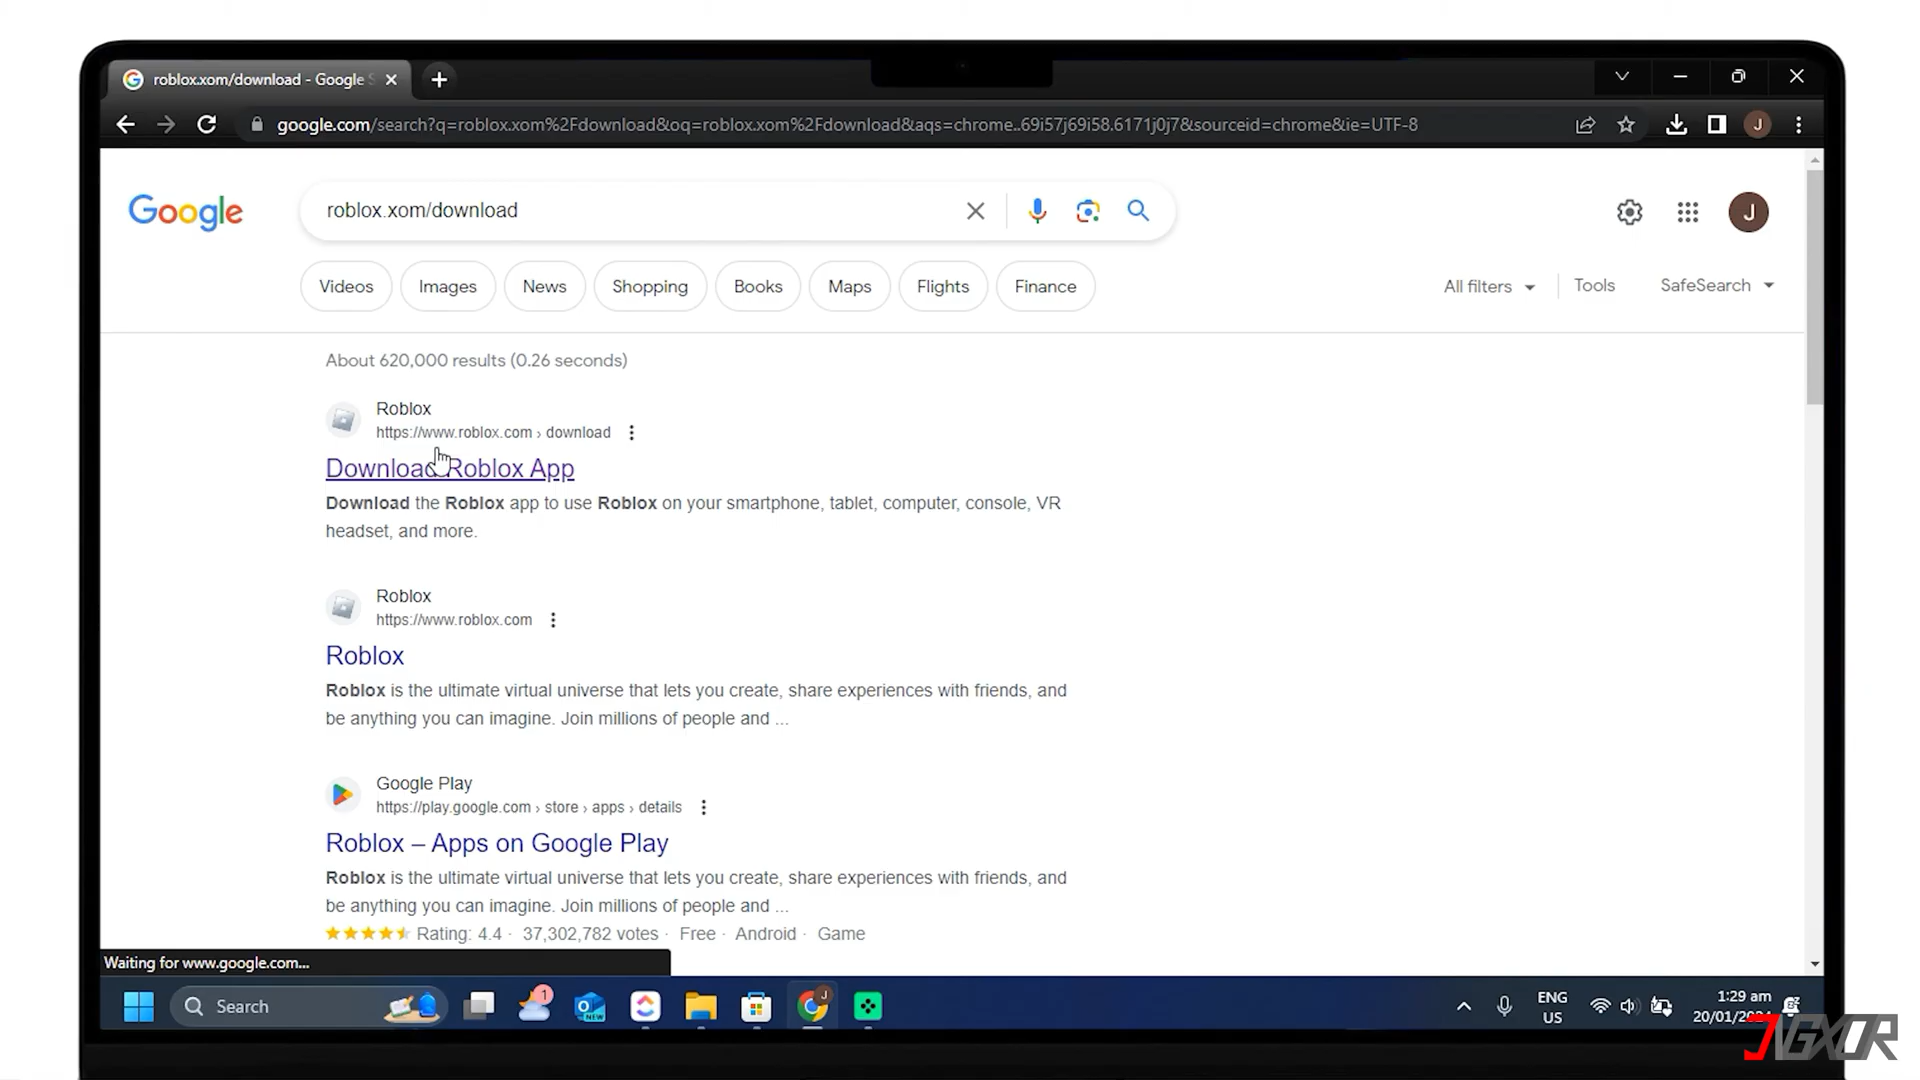 roblox.xom/download - Google S
google.com/search?q=roblox.xom%2Fdownload&oq=roblox.xom%2Fdownload&aqs=chrome..69i57j69i58.6171j0j7&sourceid=chrome&ie=UTF-8
J
Google
roblox.xom/download
J
Videos
Images
News
Shopping
Books
Maps
Flights
Finance
All filters
Tools
SafeSearch
About 620,000 results (0.26 seconds)
Roblox
https://www.roblox.com › download
Download Roblox App
Download the Roblox app to use Roblox on your smartphone, tablet, computer, console, VR
headset, and more.
Roblox
https://www.roblox.com
Roblox
Roblox is the ultimate virtual universe that lets you create, share experiences with friends, and
be anything you can imagine. Join millions of people and ...
Google Play
https://play.google.com › store › apps › details
Roblox – Apps on Google Play
Roblox is the ultimate virtual universe that lets you create, share experiences with friends, and
be anything you can imagine. Join millions of people and ...
Rating: 4.4 · 37,302,782 votes · Free · Android · Game
Waiting for www.google.com...
Search
1
NEW
J
ENG
US
1:29 am
JGXOR